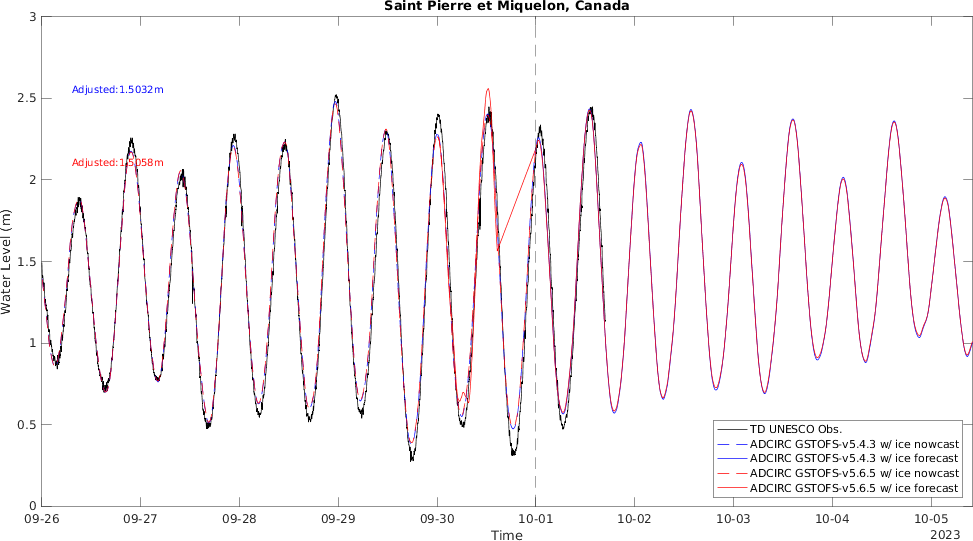 Saint Pierre et Miquelon, Canada
Water Level (m)
3
2.5
2
1.5
1
0.5
0
Adjusted:1.5032m
Adjusted:1.5058m
TD UNESCO Obs.
ADCIRC GSTOFS-v5.4.3 w/ ice nowcast
ADCIRC GSTOFS-v5.4.3 w/ ice forecast
ADCIRC GSTOFS-v5.6.5 w/ ice nowcast
ADCIRC GSTOFS-v5.6.5 w/ ice forecast
09-26 09-27 09-28 09-29 09-30 10-01 10-02 10-03 10-04 10-05
Time
2023